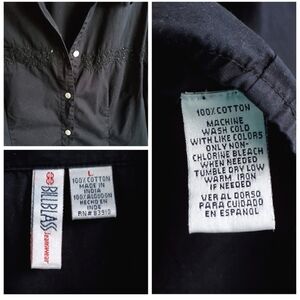 100% COTTON
MACHINE
WASH COLD
WITH LIKE COLORS
ONLY NON-
CHLORINE BLEACH
WHEN NEEDED
TUMBLE DRY LOW
WARM IRON
IF NEEDED
VER AL DORSO
PARA CUIDADO
EN ESPANOL
BILL BLASS
Jeanswear
L
100% COTTON
MADE IN
INDIA
100% ALGODON
HECHO EN
INDE
RN# 83910